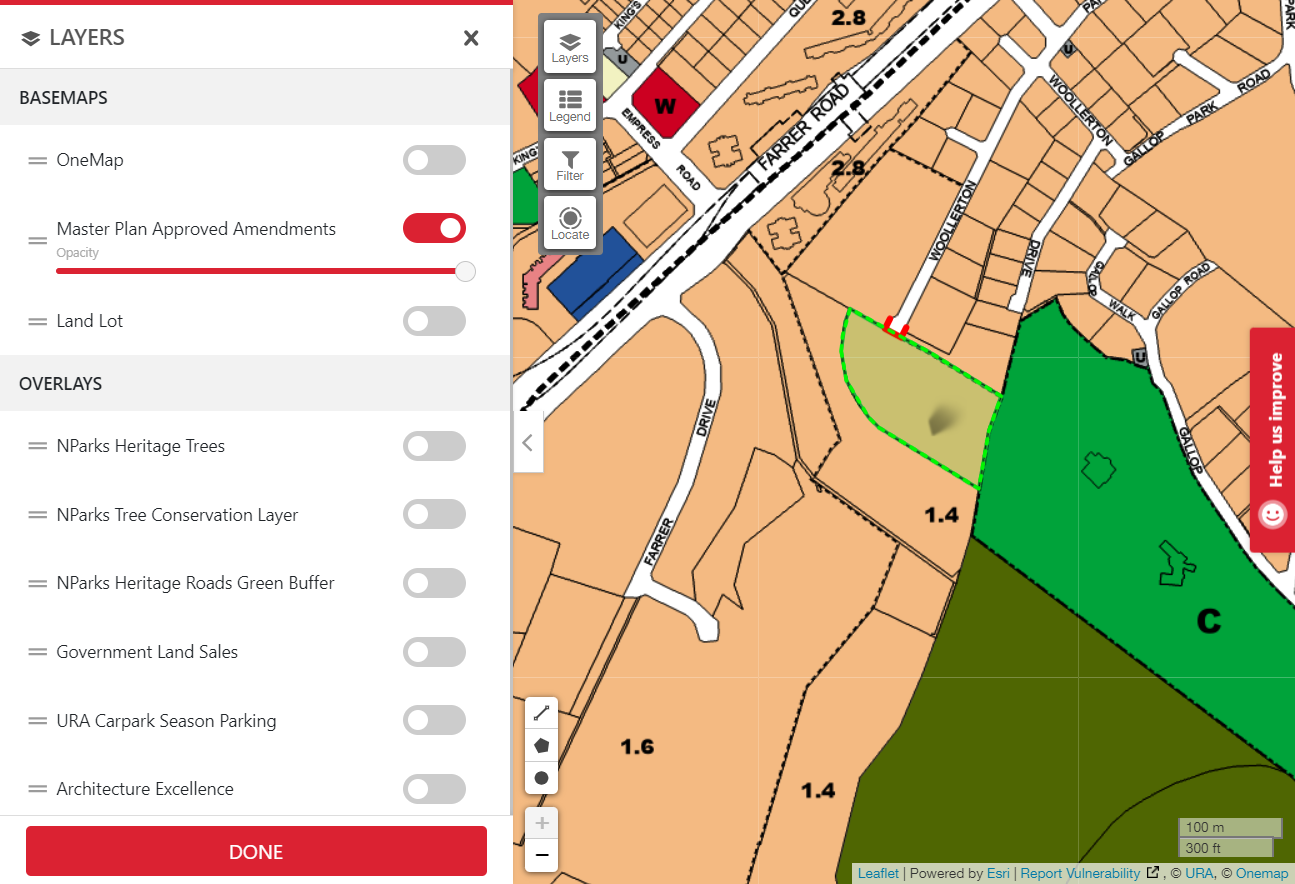 LAYERS
BASEMAPS
OneMap
Master Plan Approved Amendments
Opacity
Land Lot
OVERLAYS
NParks Heritage Trees
NParks Tree Conservation Layer
NParks Heritage Roads Green Buffer
Government Land Sales
URA Carpark Season Parking
Architecture Excellence
DONE
Layers
Legend
Filter
Locate
KING'S
U
W
EMPRESS
ROAD
KING'S
2.8
FARRER ROAD
2.8
WOOLLERTON
DRIVE
U
WOOLLERTON
GALLOP
PARK
ROAD
PARK
GALLOP
WALK
GALLOP ROAD
U
GALLOP
DRIVE
FARRER
1.4
C
1.6
1.4
+
−
Help us improve
100 m
300 ft
Leaflet | Powered by Esri | Report Vulnerability , © URA, © Onemap